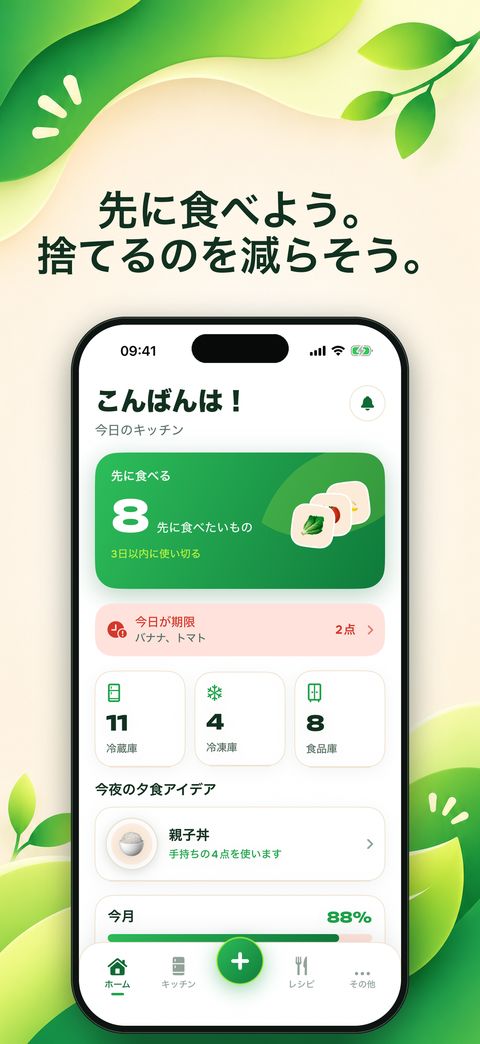 先に食べよう。
捨てるのを減らそう。
09:41
こんばんは！
今日のキッチン
先に食べる
8 先に食べたいもの
3日以内に使い切る
今日が期限
バナナ、トマト
2点
11
冷蔵庫
4
冷凍庫
8
食品庫
今夜の夕食アイデア
親子丼
手持ちの4点を使います
今月
88%
ホーム
キッチン
レシピ
その他